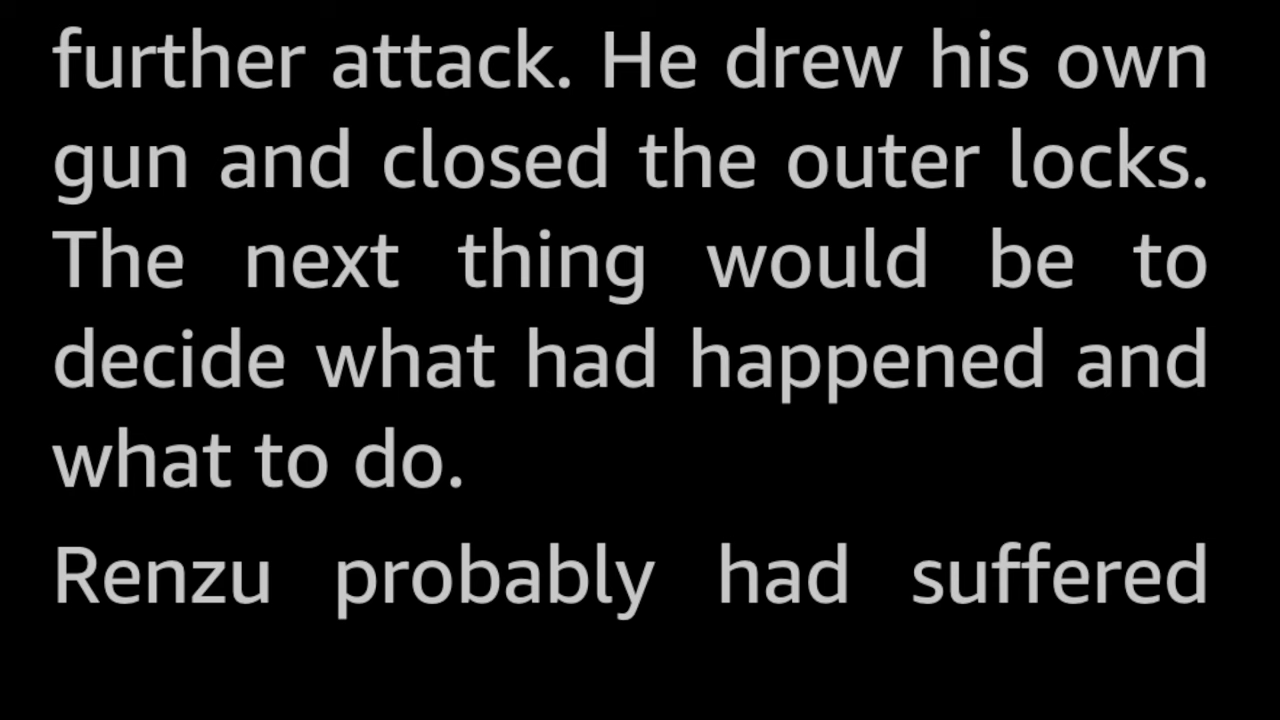 further attack. He drew his own
gun and closed the outer locks.
The next thing would be to
decide what had happened and
what to do.
Renzu probably had suffered